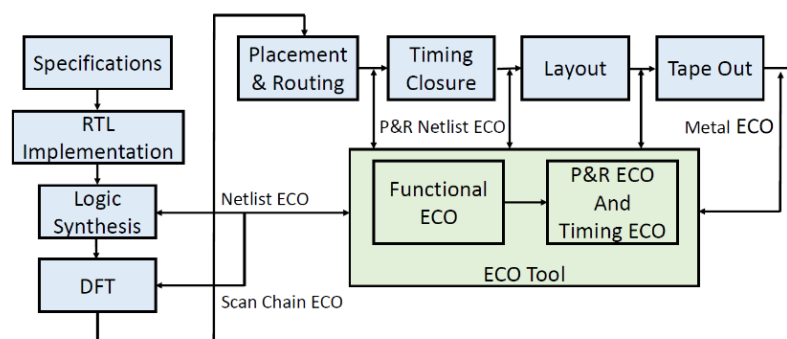 Specifications
RTL
Implementation
Logic
Synthesis
DFT
Netlist ECO
Scan Chain ECO
Placement
& Routing
Timing
Closure
Layout
Tape Out
P&R Netlist ECO
Metal ECO
Functional
ECO
P&R ECO
And
Timing ECO
ECO Tool